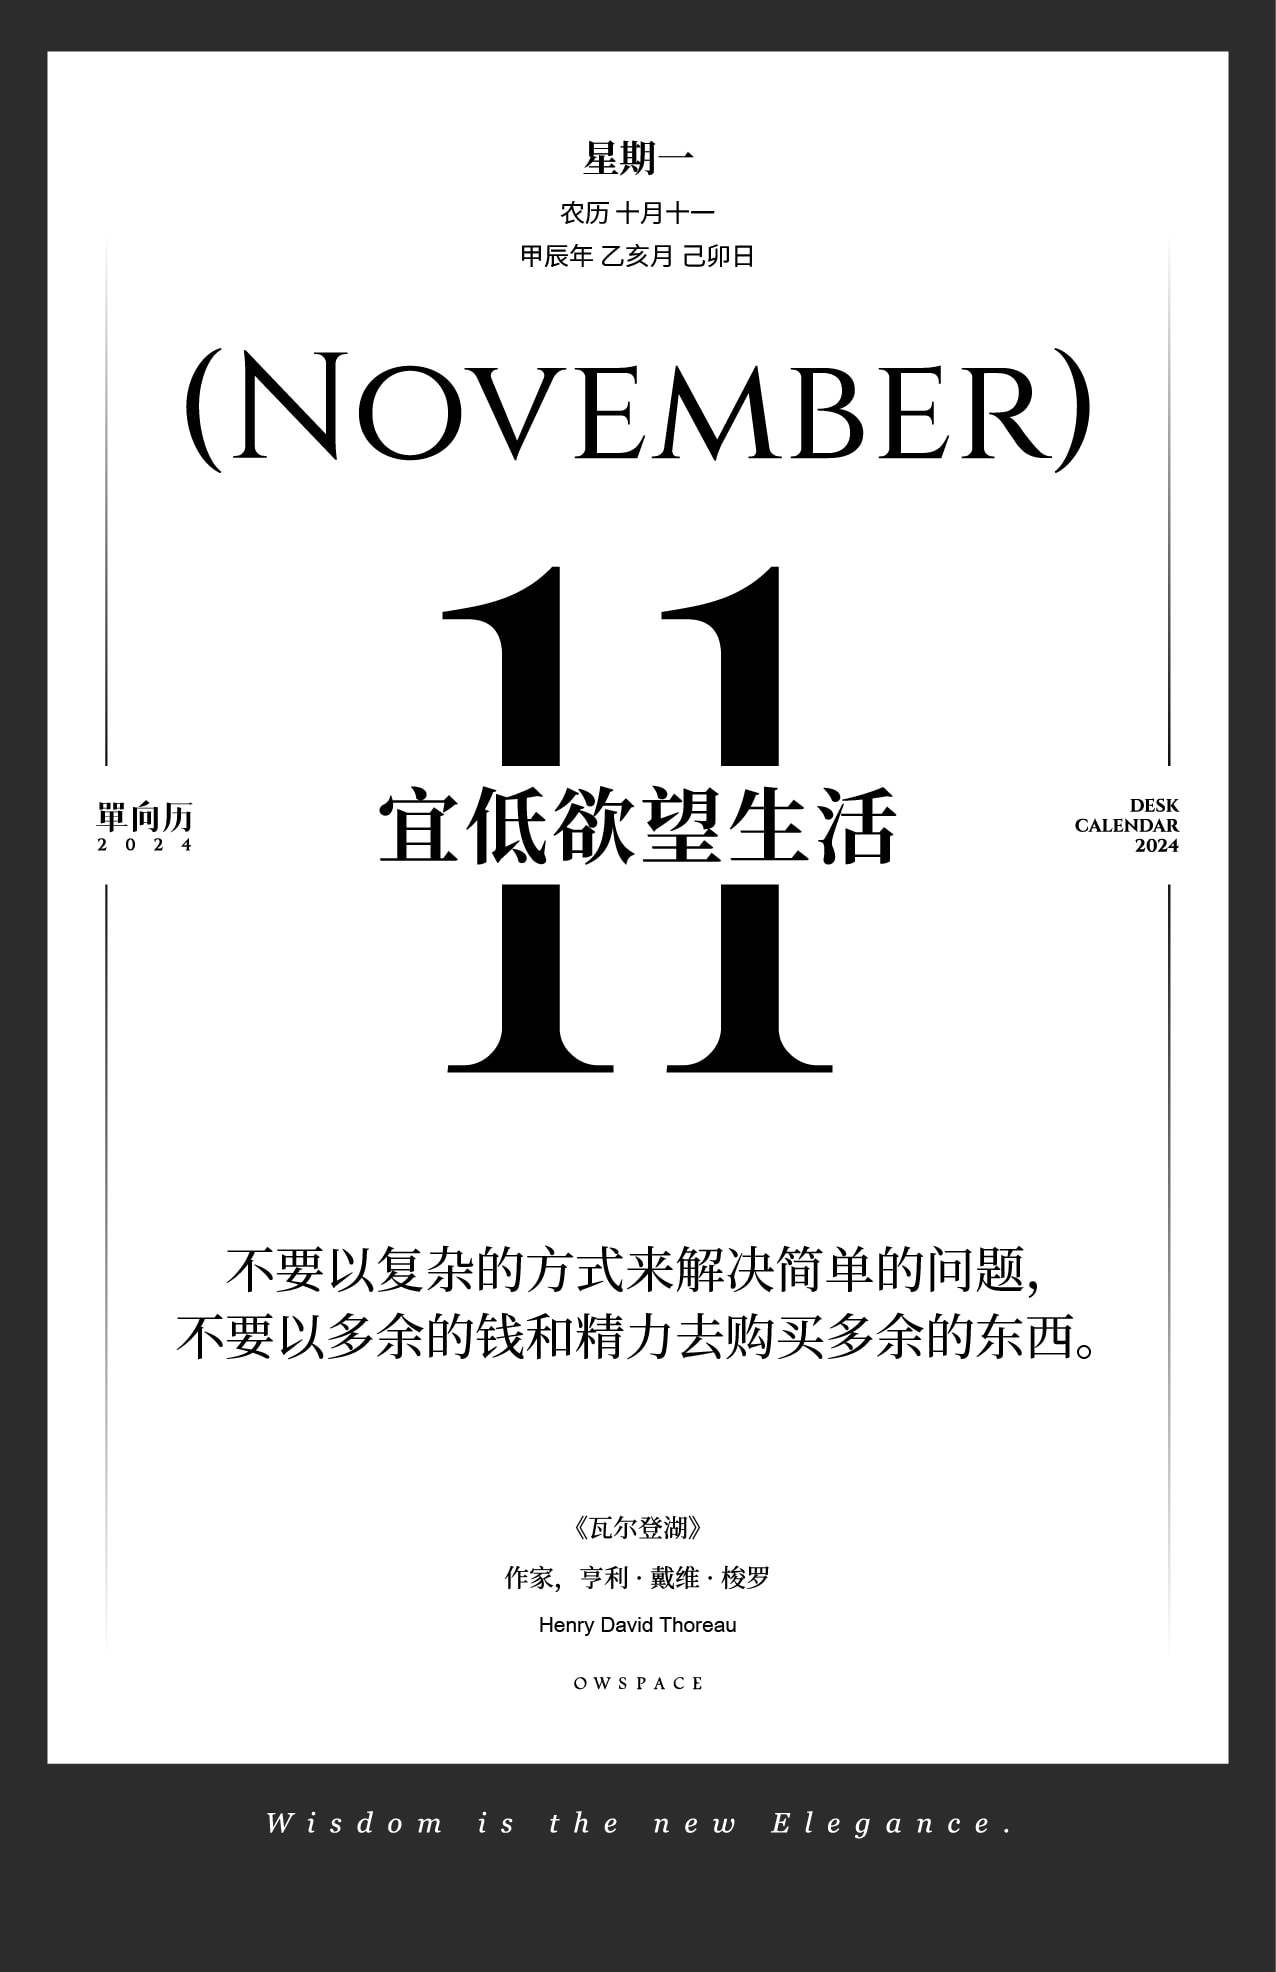 星期一
农历 十月十一
甲辰年 乙亥月 己卯日
(NOVEMBER)
11
單向历
2024
宜低欲望生活
DESK
CALENDAR
2024
不要以复杂的方式来解决简单的问题，
不要以多余的钱和精力去购买多余的东西。
《瓦尔登湖》
作家，亨利·戴维·梭罗
Henry David Thoreau
OWSPACE
Wisdom is the new Elegance.